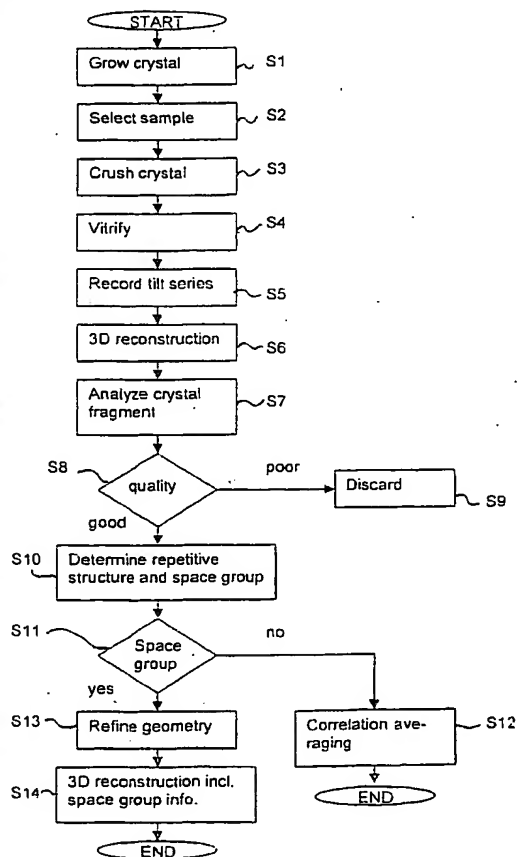 START
Grow crystal
S1
Select sample
S2
Crush crystal
S3
Vitrify
S4
Record tilt series
S5
3D reconstruction
S6
Analyze crystal
fragment
S7
S8
quality
poor
Discard
S9
good
S10
Determine repetitive
structure and space group
S11
Space
group
no
yes
S13
Refine geometry
Correlation ave-
raging
S12
S14
3D reconstruction incl.
space group info.
END
END